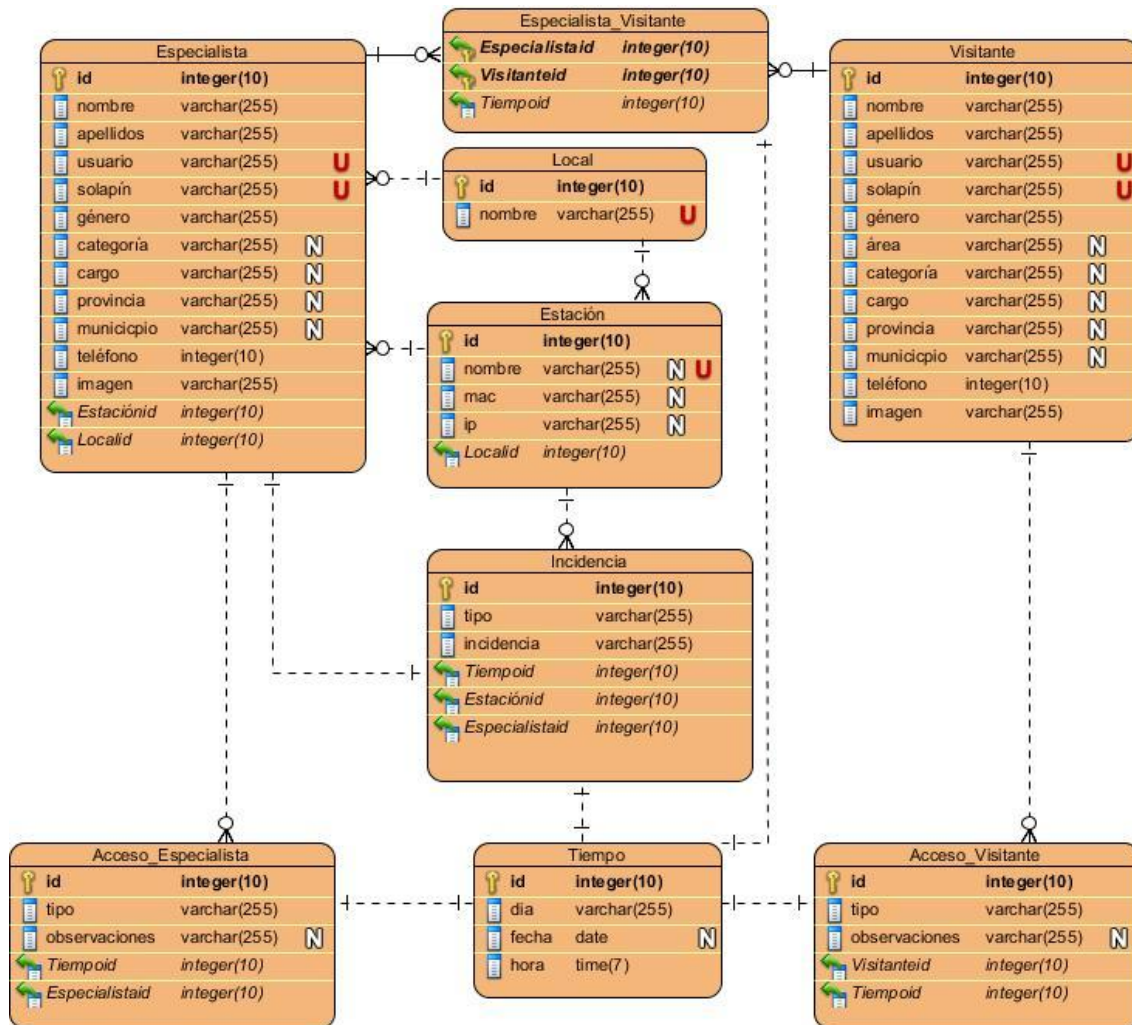 Especialista_Visitante
Especialistaid integer(10)
Visitanteid integer(10)
Tiempoid integer(10)
Especialista
id integer(10)
nombre varchar(255)
apellidos varchar(255)
usuario varchar(255) U
solapín varchar(255) U
género varchar(255)
categoría varchar(255) N
cargo varchar(255) N
provincia varchar(255) N
municicpio varchar(255) N
teléfono integer(10)
imagen varchar(255)
Estaciónid integer(10)
Localid integer(10)
Visitante
id integer(10)
nombre varchar(255)
apellidos varchar(255)
usuario varchar(255) U
solapín varchar(255) U
género varchar(255)
área varchar(255) N
categoría varchar(255) N
cargo varchar(255) N
provincia varchar(255) N
municicpio varchar(255) N
teléfono integer(10)
imagen varchar(255)
Local
id integer(10)
nombre varchar(255) U
Estación
id integer(10)
nombre varchar(255) N U
mac varchar(255) N
ip varchar(255) N
Localid integer(10)
Incidencia
id integer(10)
tipo varchar(255)
incidencia varchar(255)
Tiempoid integer(10)
Estaciónid integer(10)
Especialistaid integer(10)
Acceso_Especialista
id integer(10)
tipo varchar(255)
observaciones varchar(255) N
Tiempoid integer(10)
Especialistaid integer(10)
Tiempo
id integer(10)
dia varchar(255)
fecha date N
hora time(7)
Acceso_Visitante
id integer(10)
tipo varchar(255)
observaciones varchar(255) N
Visitanteid integer(10)
Tiempoid integer(10)